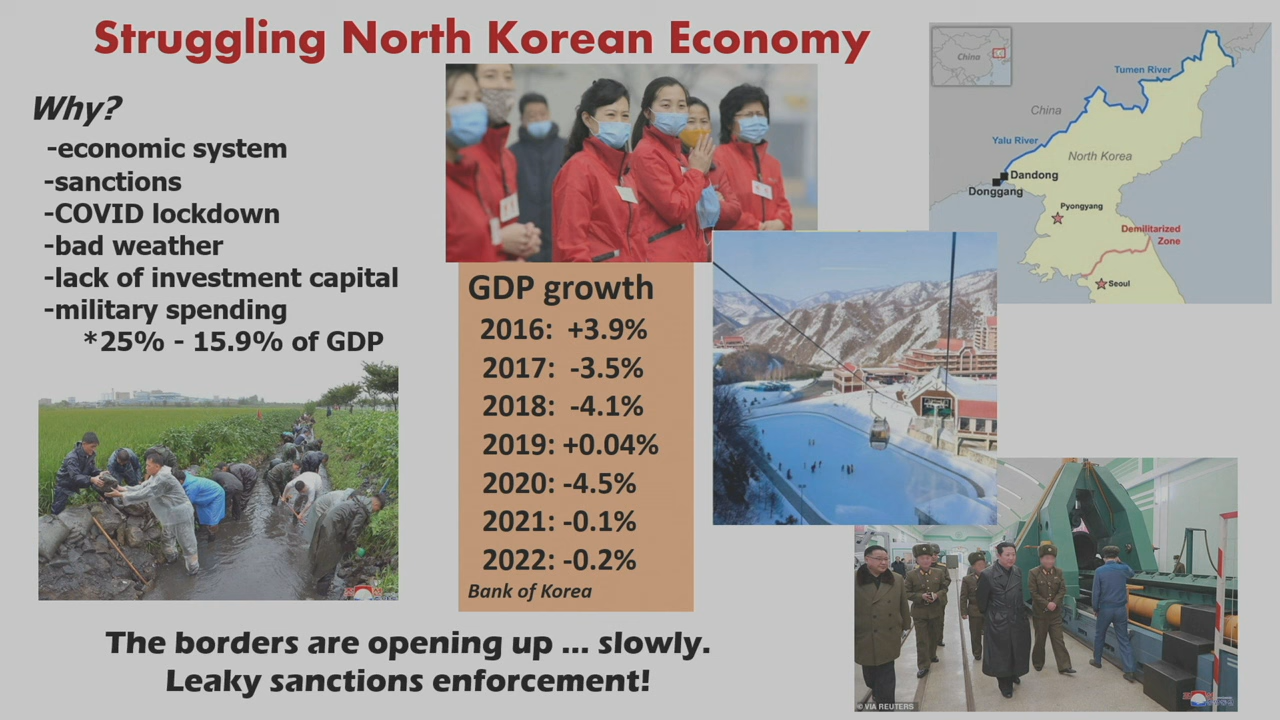 Struggling North Korean Economy
Why?
-economic system
-sanctions
-COVID lockdown
-bad weather
-lack of investment capital
-military spending
*25% - 15.9% of GDP
GDP growth
2016: +3.9%
2017: -3.5%
2018: -4.1%
2019: +0.04%
2020: -4.5%
2021: -0.1%
2022: -0.2%
Bank of Korea
China
Tumen River
China
Yalu River
North Korea
Dandong
Donggang
Pyongyang
Demilitarized
Zone
Seoul
The borders are opening up ... slowly.
Leaky sanctions enforcement!
© VIA REUTERS